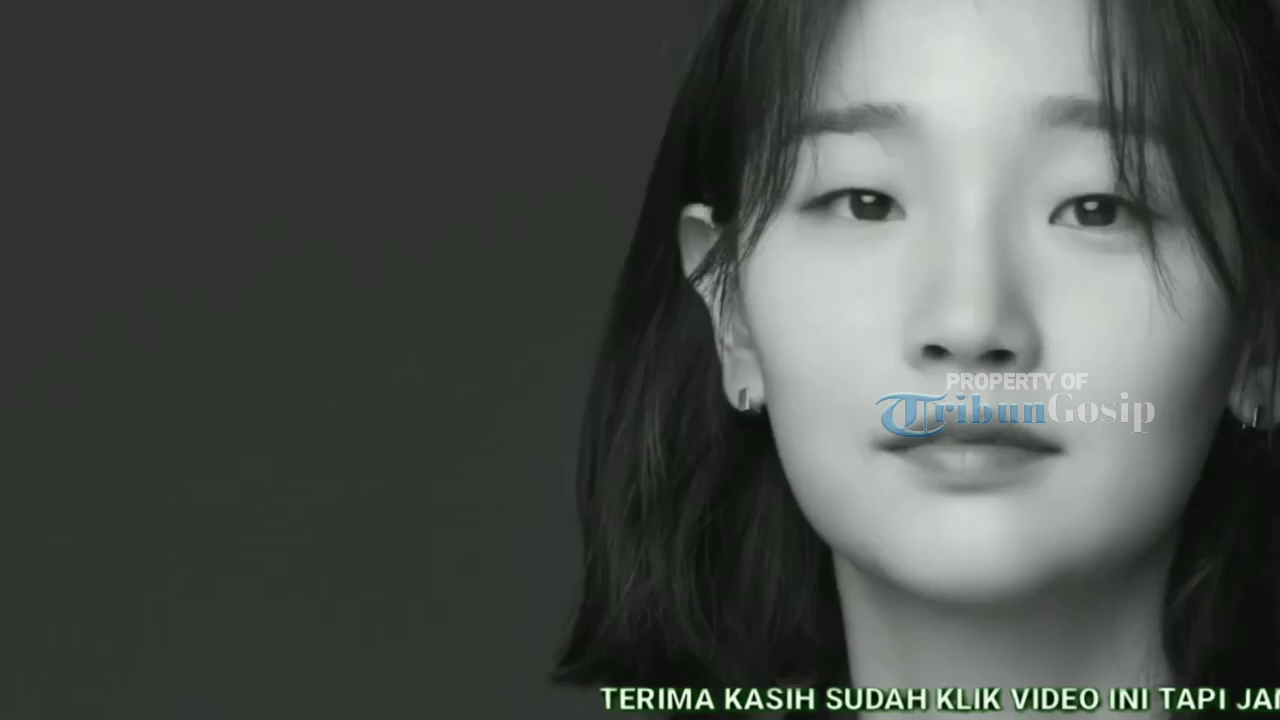 PROPERTY OF
TribunGosip
TERIMA KASIH SUDAH KLIK VIDEO INI TAPI